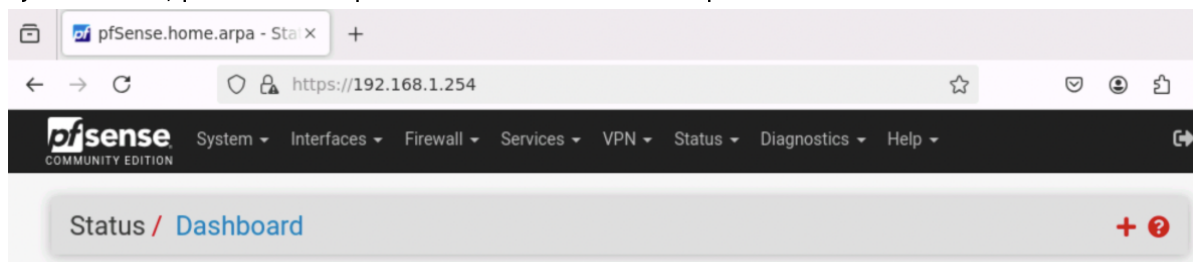 pfSense.home.arpa - Sta
https://192.168.1.254
pfsense
COMMUNITY EDITION
System Interfaces Firewall Services VPN Status Diagnostics Help
Status / Dashboard